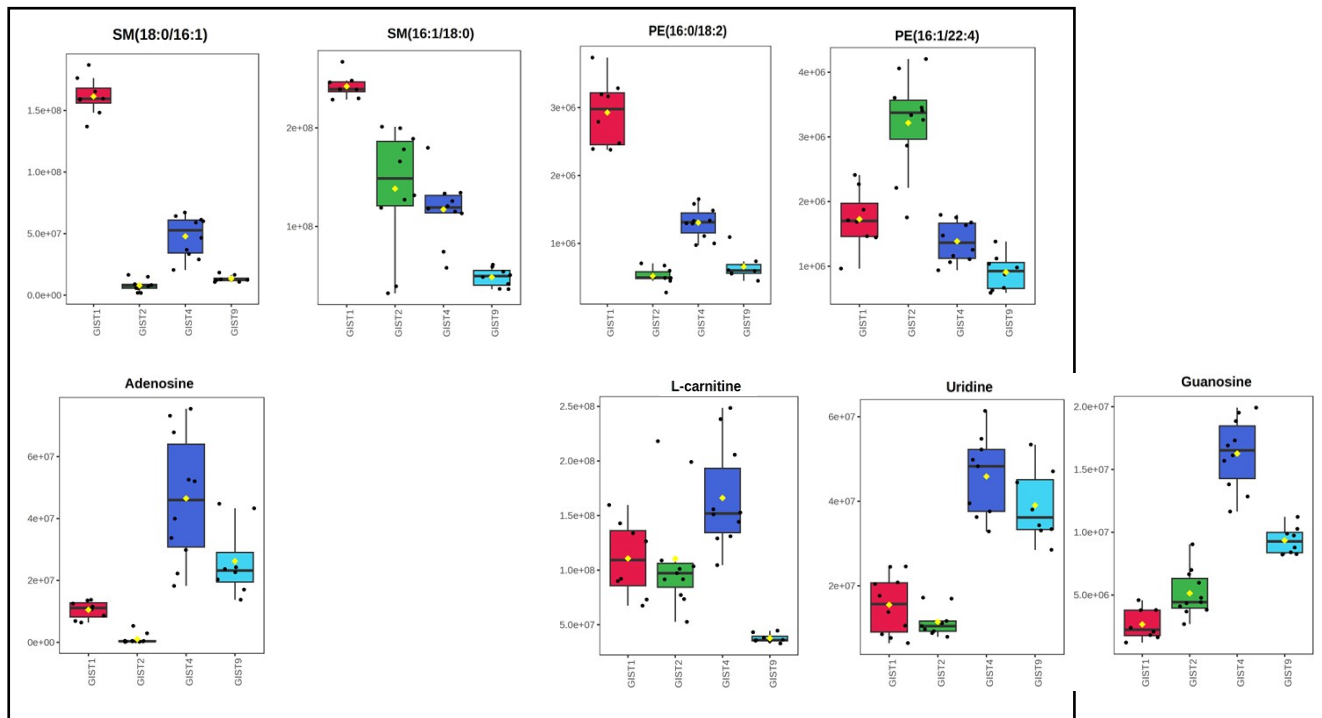 SM(18:0/16:1)
1.5e+08
1.0e+08
5.0e+07
0.0e+00
GIST1
GIST2
GIST4
GIST9
SM(16:1/18:0)
2e+08
1e+08
GIST1
GIST2
GIST4
GIST9
PE(16:0/18:2)
3e+06
2e+06
1e+06
GIST1
GIST2
GIST4
GIST9
PE(16:1/22:4)
4e+06
3e+06
2e+06
1e+06
GIST1
GIST2
GIST4
GIST9
Adenosine
6e+07
4e+07
2e+07
0e+00
GIST1
GIST2
GIST4
GIST9
L-carnitine
2.5e+08
2.0e+08
1.5e+08
1.0e+08
5.0e+07
GIST1
GIST2
GIST4
GIST9
Uridine
6e+07
4e+07
2e+07
GIST1
GIST2
GIST4
GIST9
Guanosine
2.0e+07
1.5e+07
1.0e+07
5.0e+06
GIST1
GIST2
GIST4
GIST9